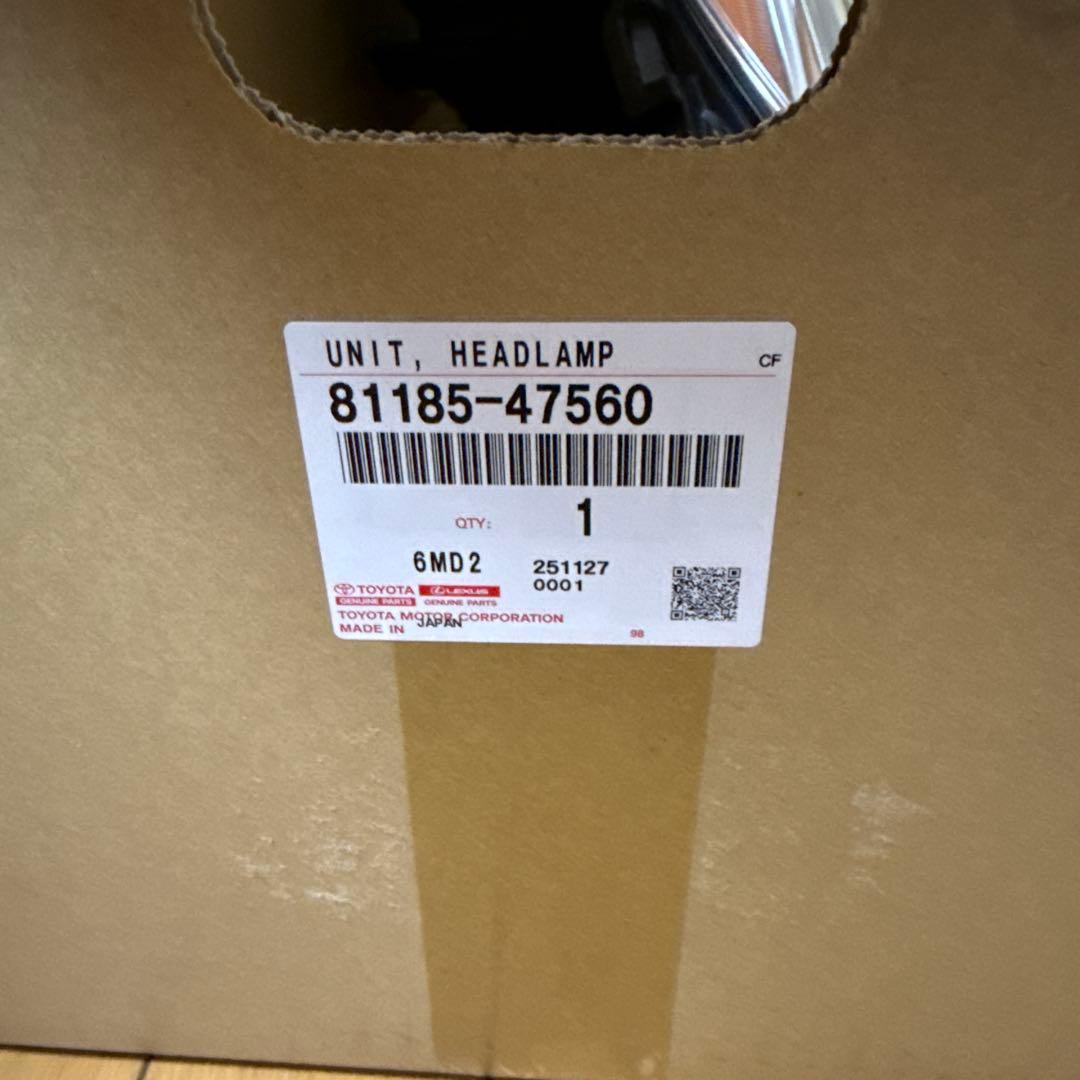 UNIT, HEADLAMP
CF
81185-47560
QTY: 1
6MD2 251127
0001
TOYOTA LEXUS
GENUINE PARTS GENUINE PARTS
TOYOTA MOTOR CORPORATION
MADE IN JAPAN
98